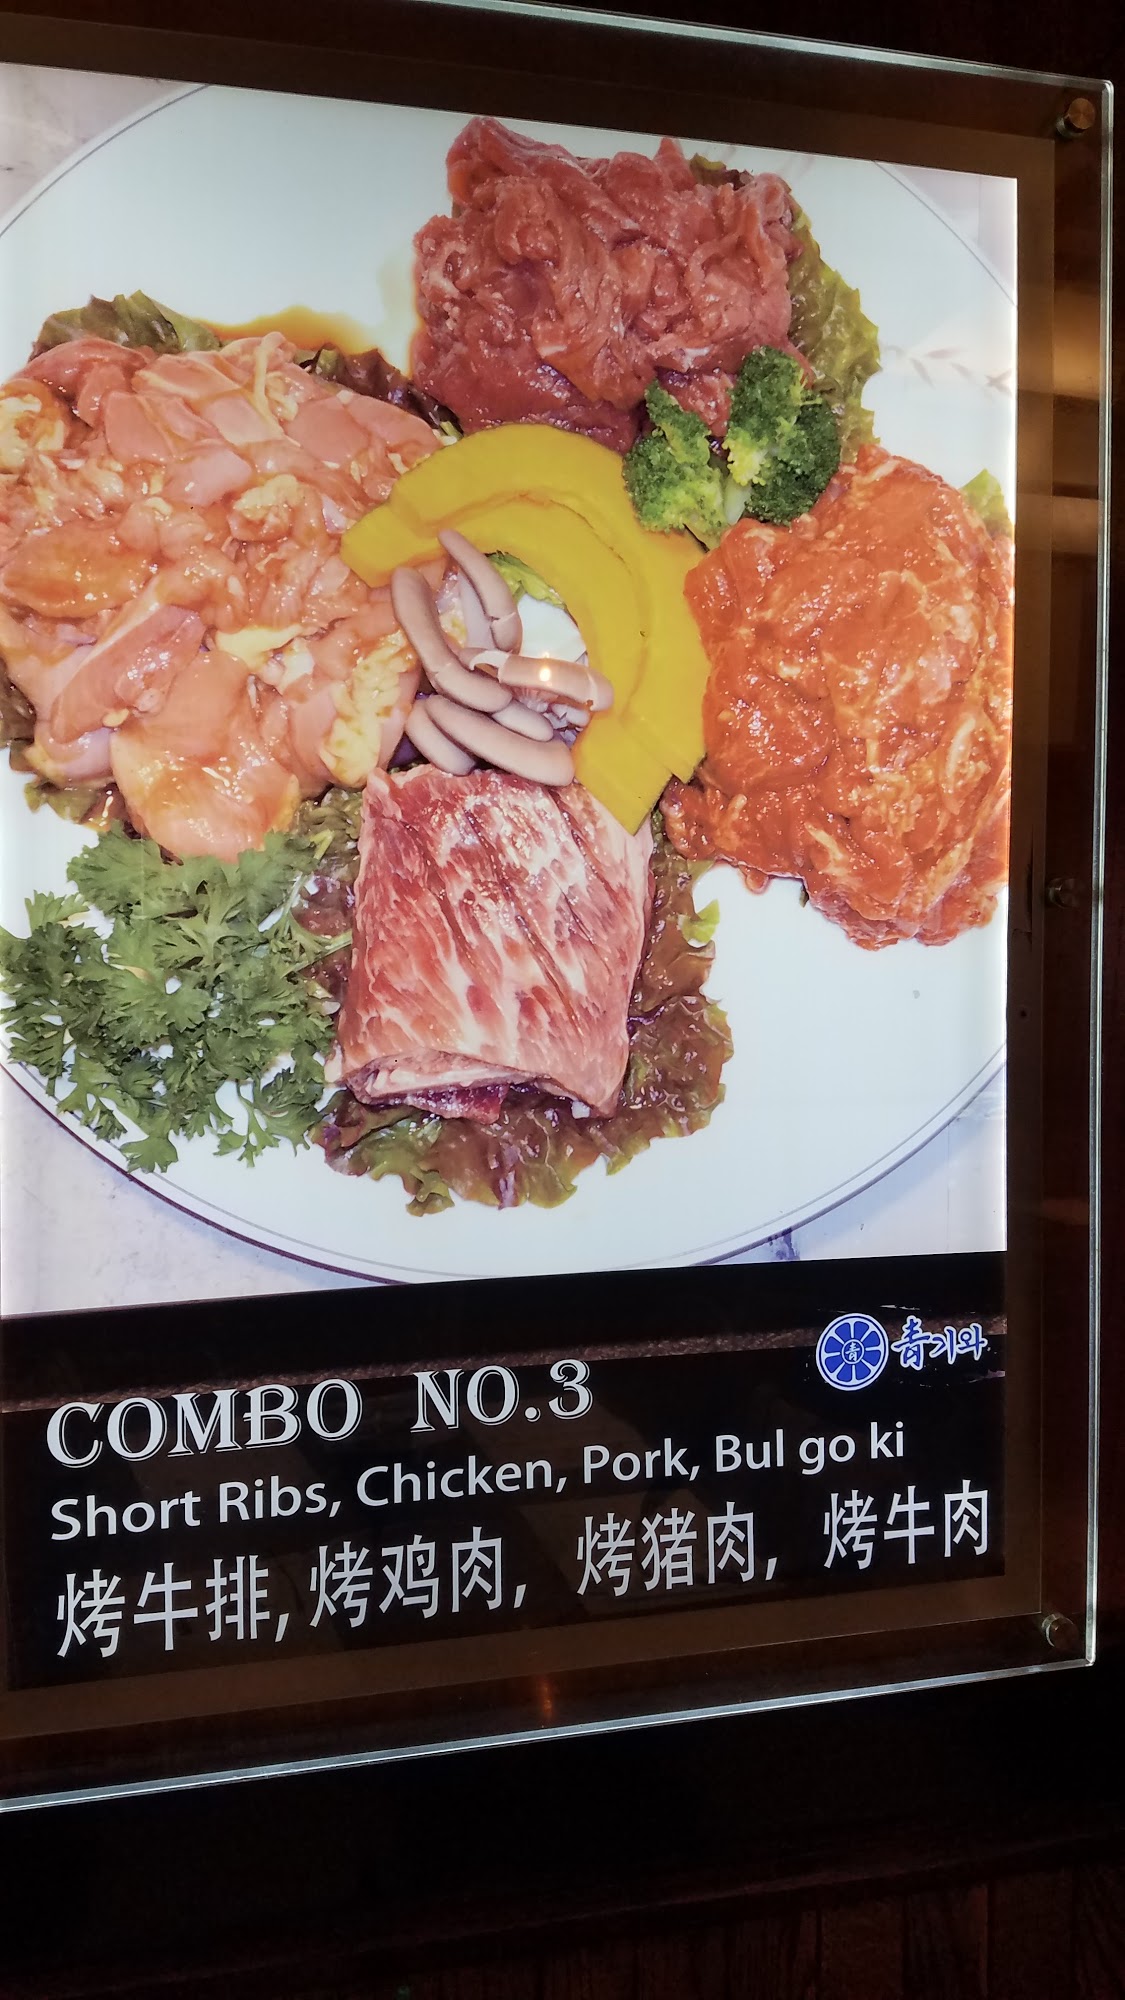 青기와
青
COMBO NO.3
Short Ribs, Chicken, Pork, Bul go ki
烤牛排, 烤鸡肉, 烤猪肉, 烤牛肉